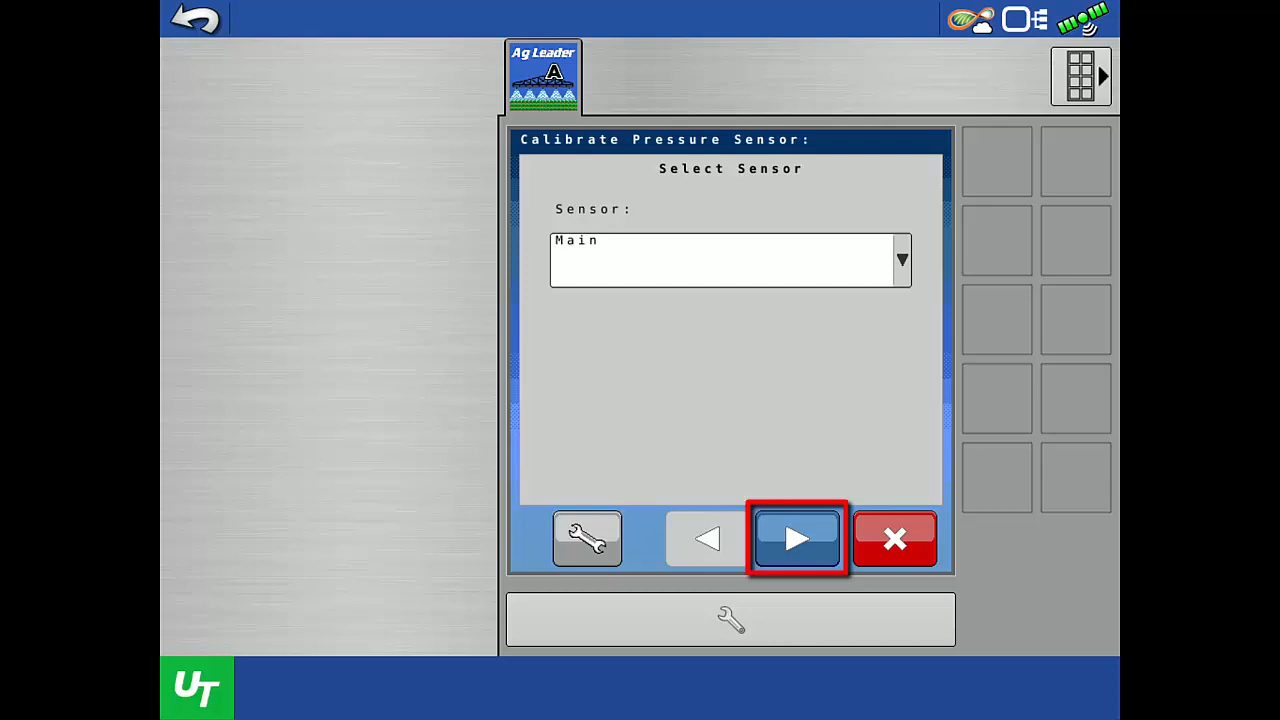 Ag Leader
A
Calibrate Pressure Sensor:
Select Sensor
Sensor:
Main
UT